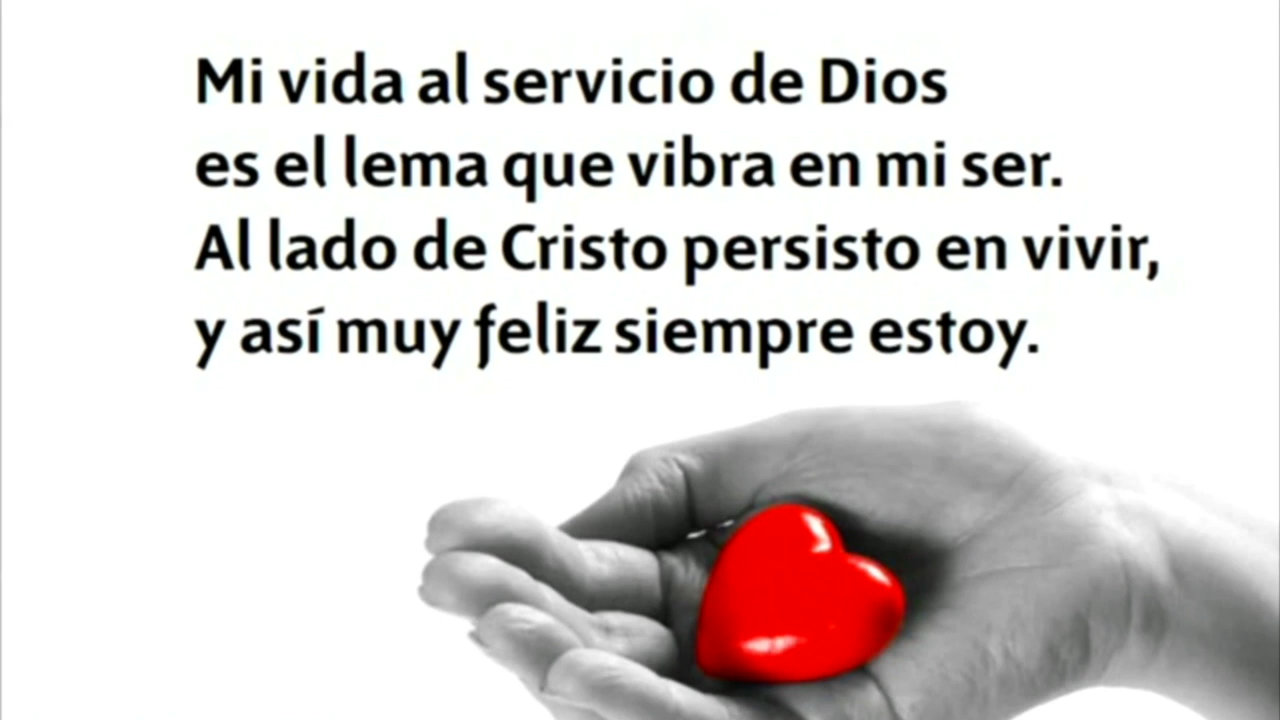 Mi vida al servicio de Dios
es el lema que vibra en mi ser.
Al lado de Cristo persisto en vivir,
y así muy feliz siempre estoy.